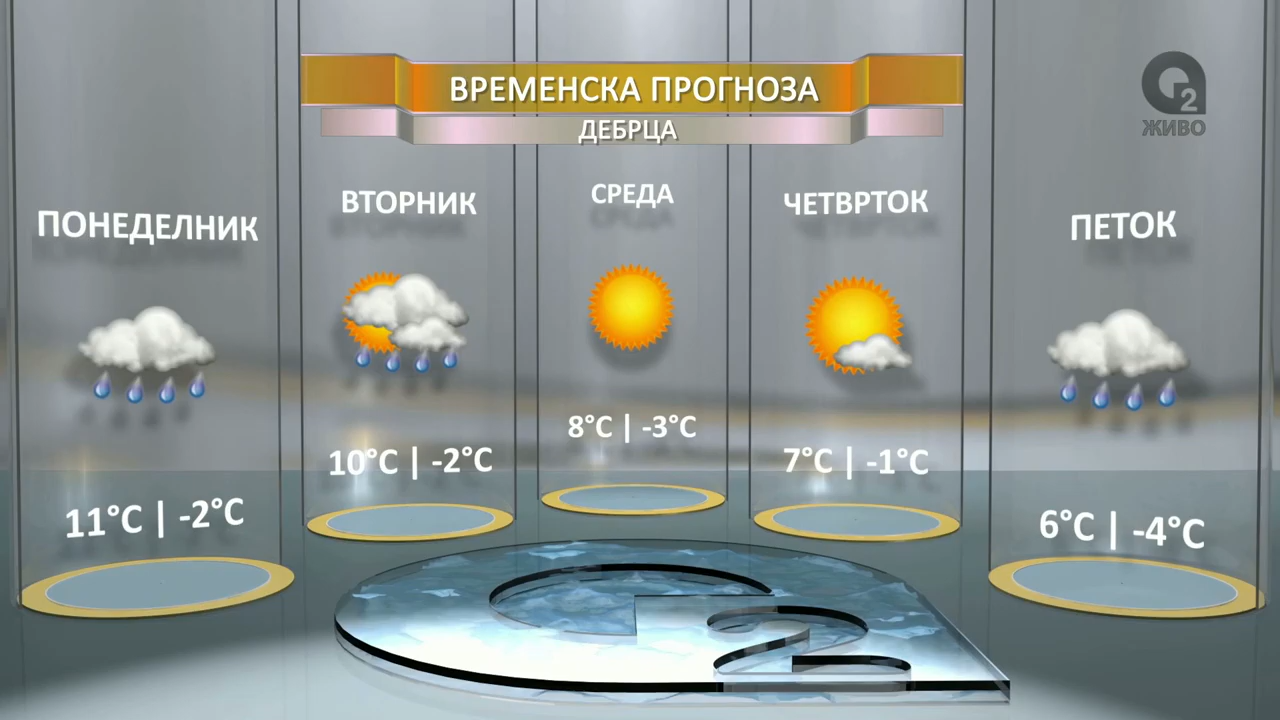 ВРЕМЕНСКА ПРОГНОЗА
ДЕБРЦА
2
ЖИВО
ПОНЕДЕЛНИК
11°C | -2°C
ВТОРНИК
10°C | -2°C
СРЕДА
8°C | -3°C
ЧЕТВРТОК
7°C | -1°C
ПЕТОК
6°C | -4°C
2